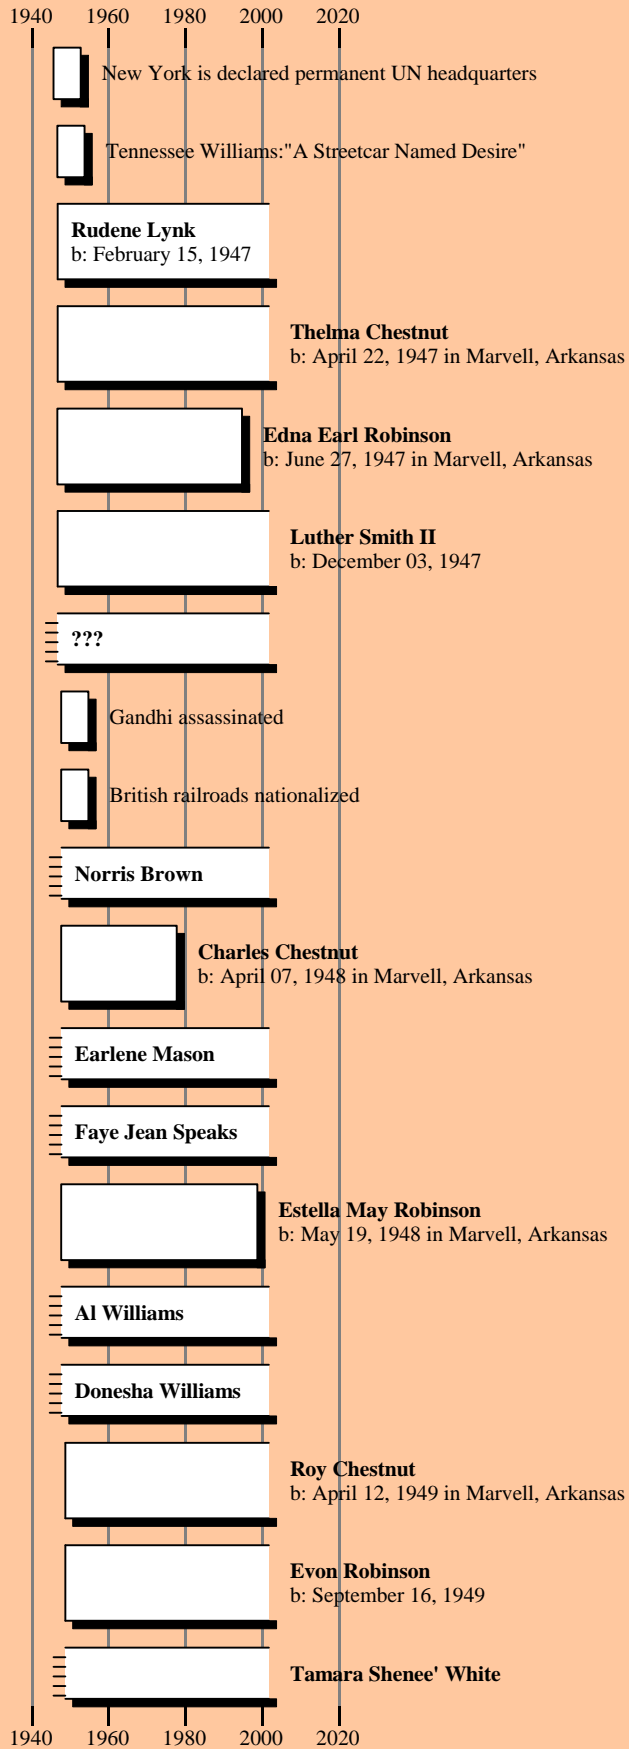 1940 1960 1980 2000 2020
New York is declared permanent UN headquarters
Tennessee Williams:"A Streetcar Named Desire"
Rudene Lynk
b: February 15, 1947
Thelma Chestnut
b: April 22, 1947 in Marvell, Arkansas
Edna Earl Robinson
b: June 27, 1947 in Marvell, Arkansas
Luther Smith II
b: December 03, 1947
???
Gandhi assassinated
British railroads nationalized
Norris Brown
Charles Chestnut
b: April 07, 1948 in Marvell, Arkansas
Earlene Mason
Faye Jean Speaks
Estella May Robinson
b: May 19, 1948 in Marvell, Arkansas
Al Williams
Donesha Williams
Roy Chestnut
b: April 12, 1949 in Marvell, Arkansas
Evon Robinson
b: September 16, 1949
Tamara Shenee' White
1940 1960 1980 2000 2020